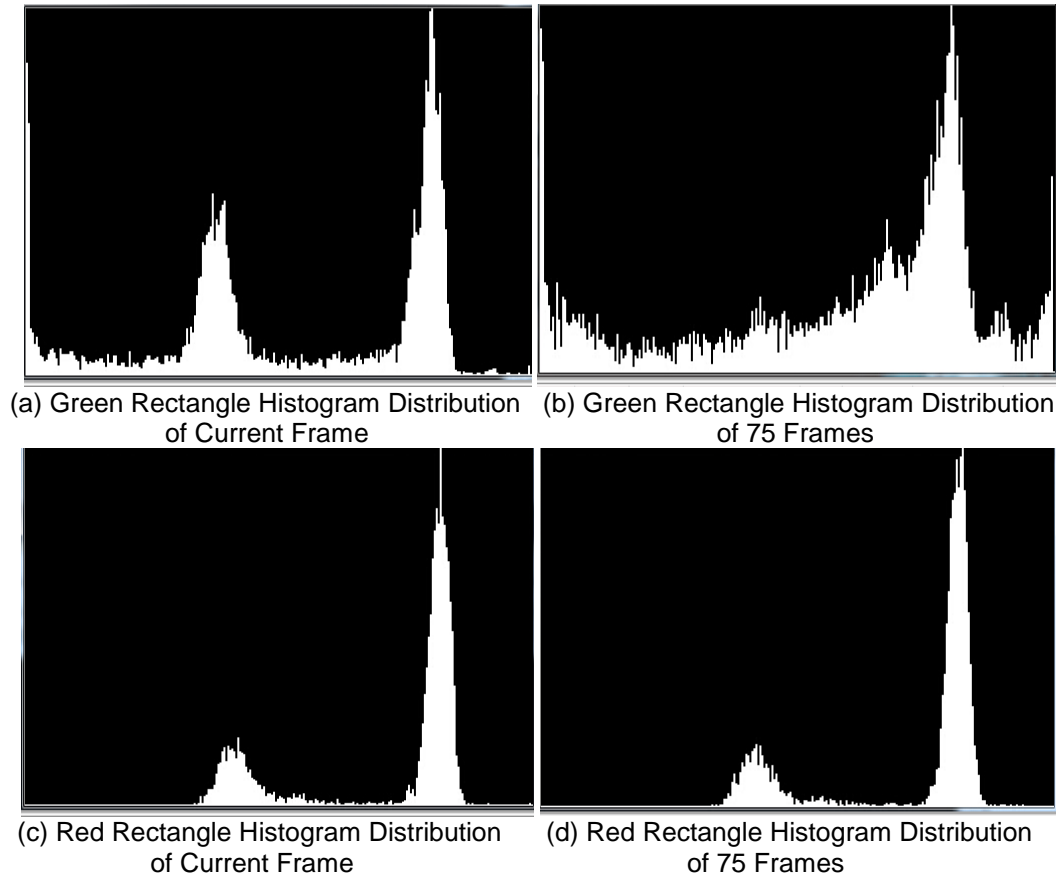 (a) Green Rectangle Histogram Distribution
of Current Frame
(b) Green Rectangle Histogram Distribution
of 75 Frames
(c) Red Rectangle Histogram Distribution
of Current Frame
(d) Red Rectangle Histogram Distribution
of 75 Frames